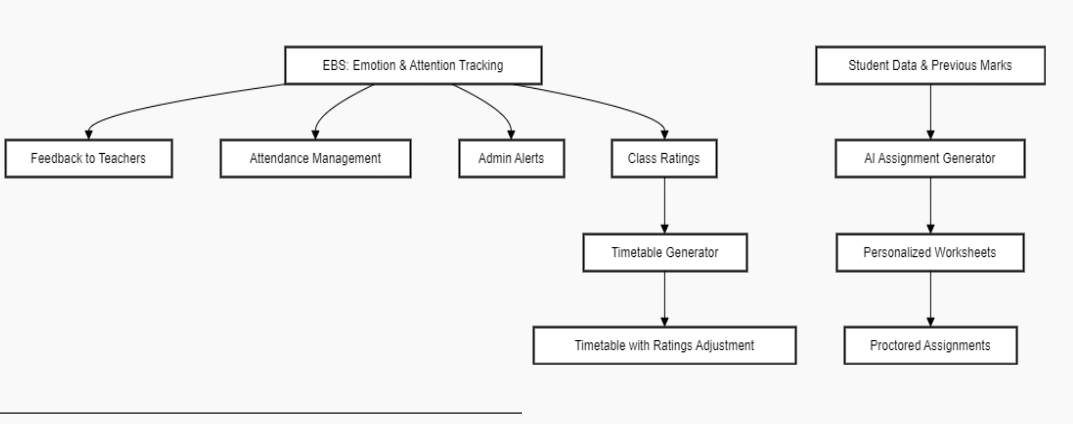 EBS: Emotion & Attention Tracking
Student Data & Previous Marks
Feedback to Teachers
Attendance Management
Admin Alerts
Class Ratings
AI Assignment Generator
Timetable Generator
Personalized Worksheets
Timetable with Ratings Adjustment
Proctored Assignments